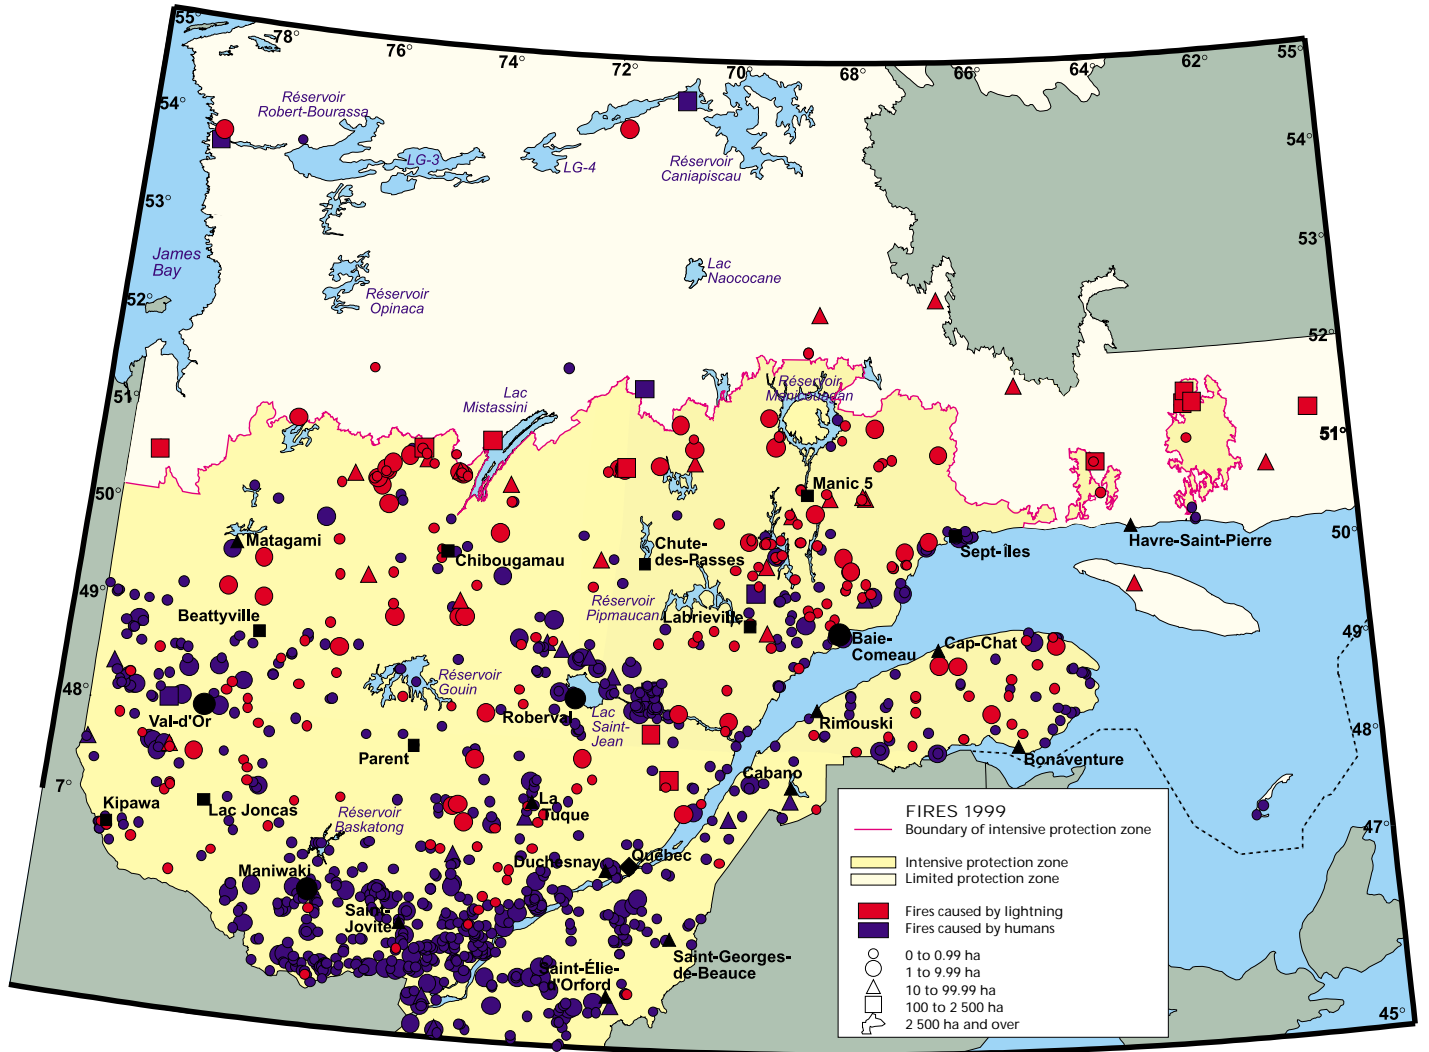 55°
78°
76°
74°
72°
70°
68°
66°
64°
62°
55°
54°
Réservoir
Robert-Bourassa
LG-3
LG-4
Réservoir
Caniapiscau
54°
53°
James
Bay
Réservoir
Opinaca
Lac
Naococane
53°
52°
52°
51°
Lac
Mistassini
Réservoir
Manicouagan
51°
50°
Manic 5
50°
Matagami
Chibougamau
Chute-
des-Passes
Sept-Îles
Havre-Saint-Pierre
49°
Beattyville
Réservoir
Pipmaucan
Labrieville
Baie-
Comeau
Cap-Chat
49°
48°
Réservoir
Gouin
Val-d'Or
Roberval
Lac
Saint-
Jean
Rimouski
48°
Parent
Bonaventure
7°
Cabano
Kipawa
Lac Joncas
Réservoir
Baskatong
La
Tuque
47°
Maniwaki
Duchesnay
Québec
Saint-
Jovite
Saint-Élie-
d'Orford
Saint-Georges-
de-Beauce
45°
FIRES 1999
Boundary of intensive protection zone
Intensive protection zone
Limited protection zone
Fires caused by lightning
Fires caused by humans
0 to 0.99 ha
1 to 9.99 ha
10 to 99.99 ha
100 to 2 500 ha
2 500 ha and over